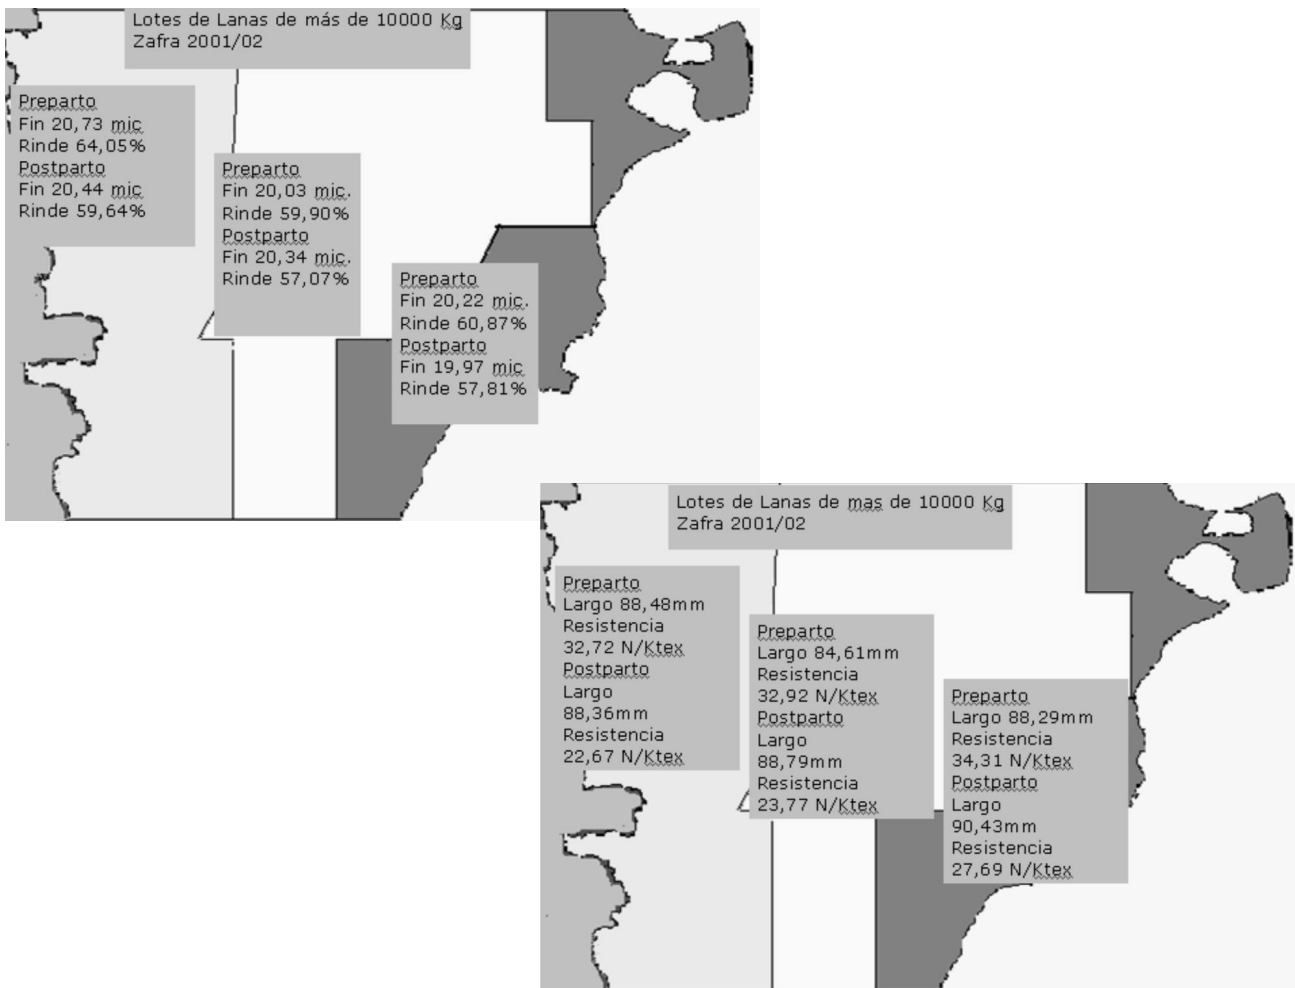 Lotes de Lanas de más de 10000 Kg
Zafra 2001/02
Preparto
Fin 20,73 mic
Rinde 64,05%
Postparto
Fin 20,44 mic
Rinde 59,64%
Preparto
Fin 20,03 mic.
Rinde 59,90%
Postparto
Fin 20,34 mic.
Rinde 57,07%
Preparto
Fin 20,22 mic.
Rinde 60,87%
Postparto
Fin 19,97 mic
Rinde 57,81%
Lotes de Lanas de mas de 10000 Kg
Zafra 2001/02
Preparto
Largo 88,48mm
Resistencia
32,72 N/Ktex
Postparto
Largo
88,36mm
Resistencia
22,67 N/Ktex
Preparto
Largo 84,61mm
Resistencia
32,92 N/Ktex
Postparto
Largo
88,79mm
Resistencia
23,77 N/Ktex
Preparto
Largo 88,29mm
Resistencia
34,31 N/Ktex
Postparto
Largo
90,43mm
Resistencia
27,69 N/Ktex